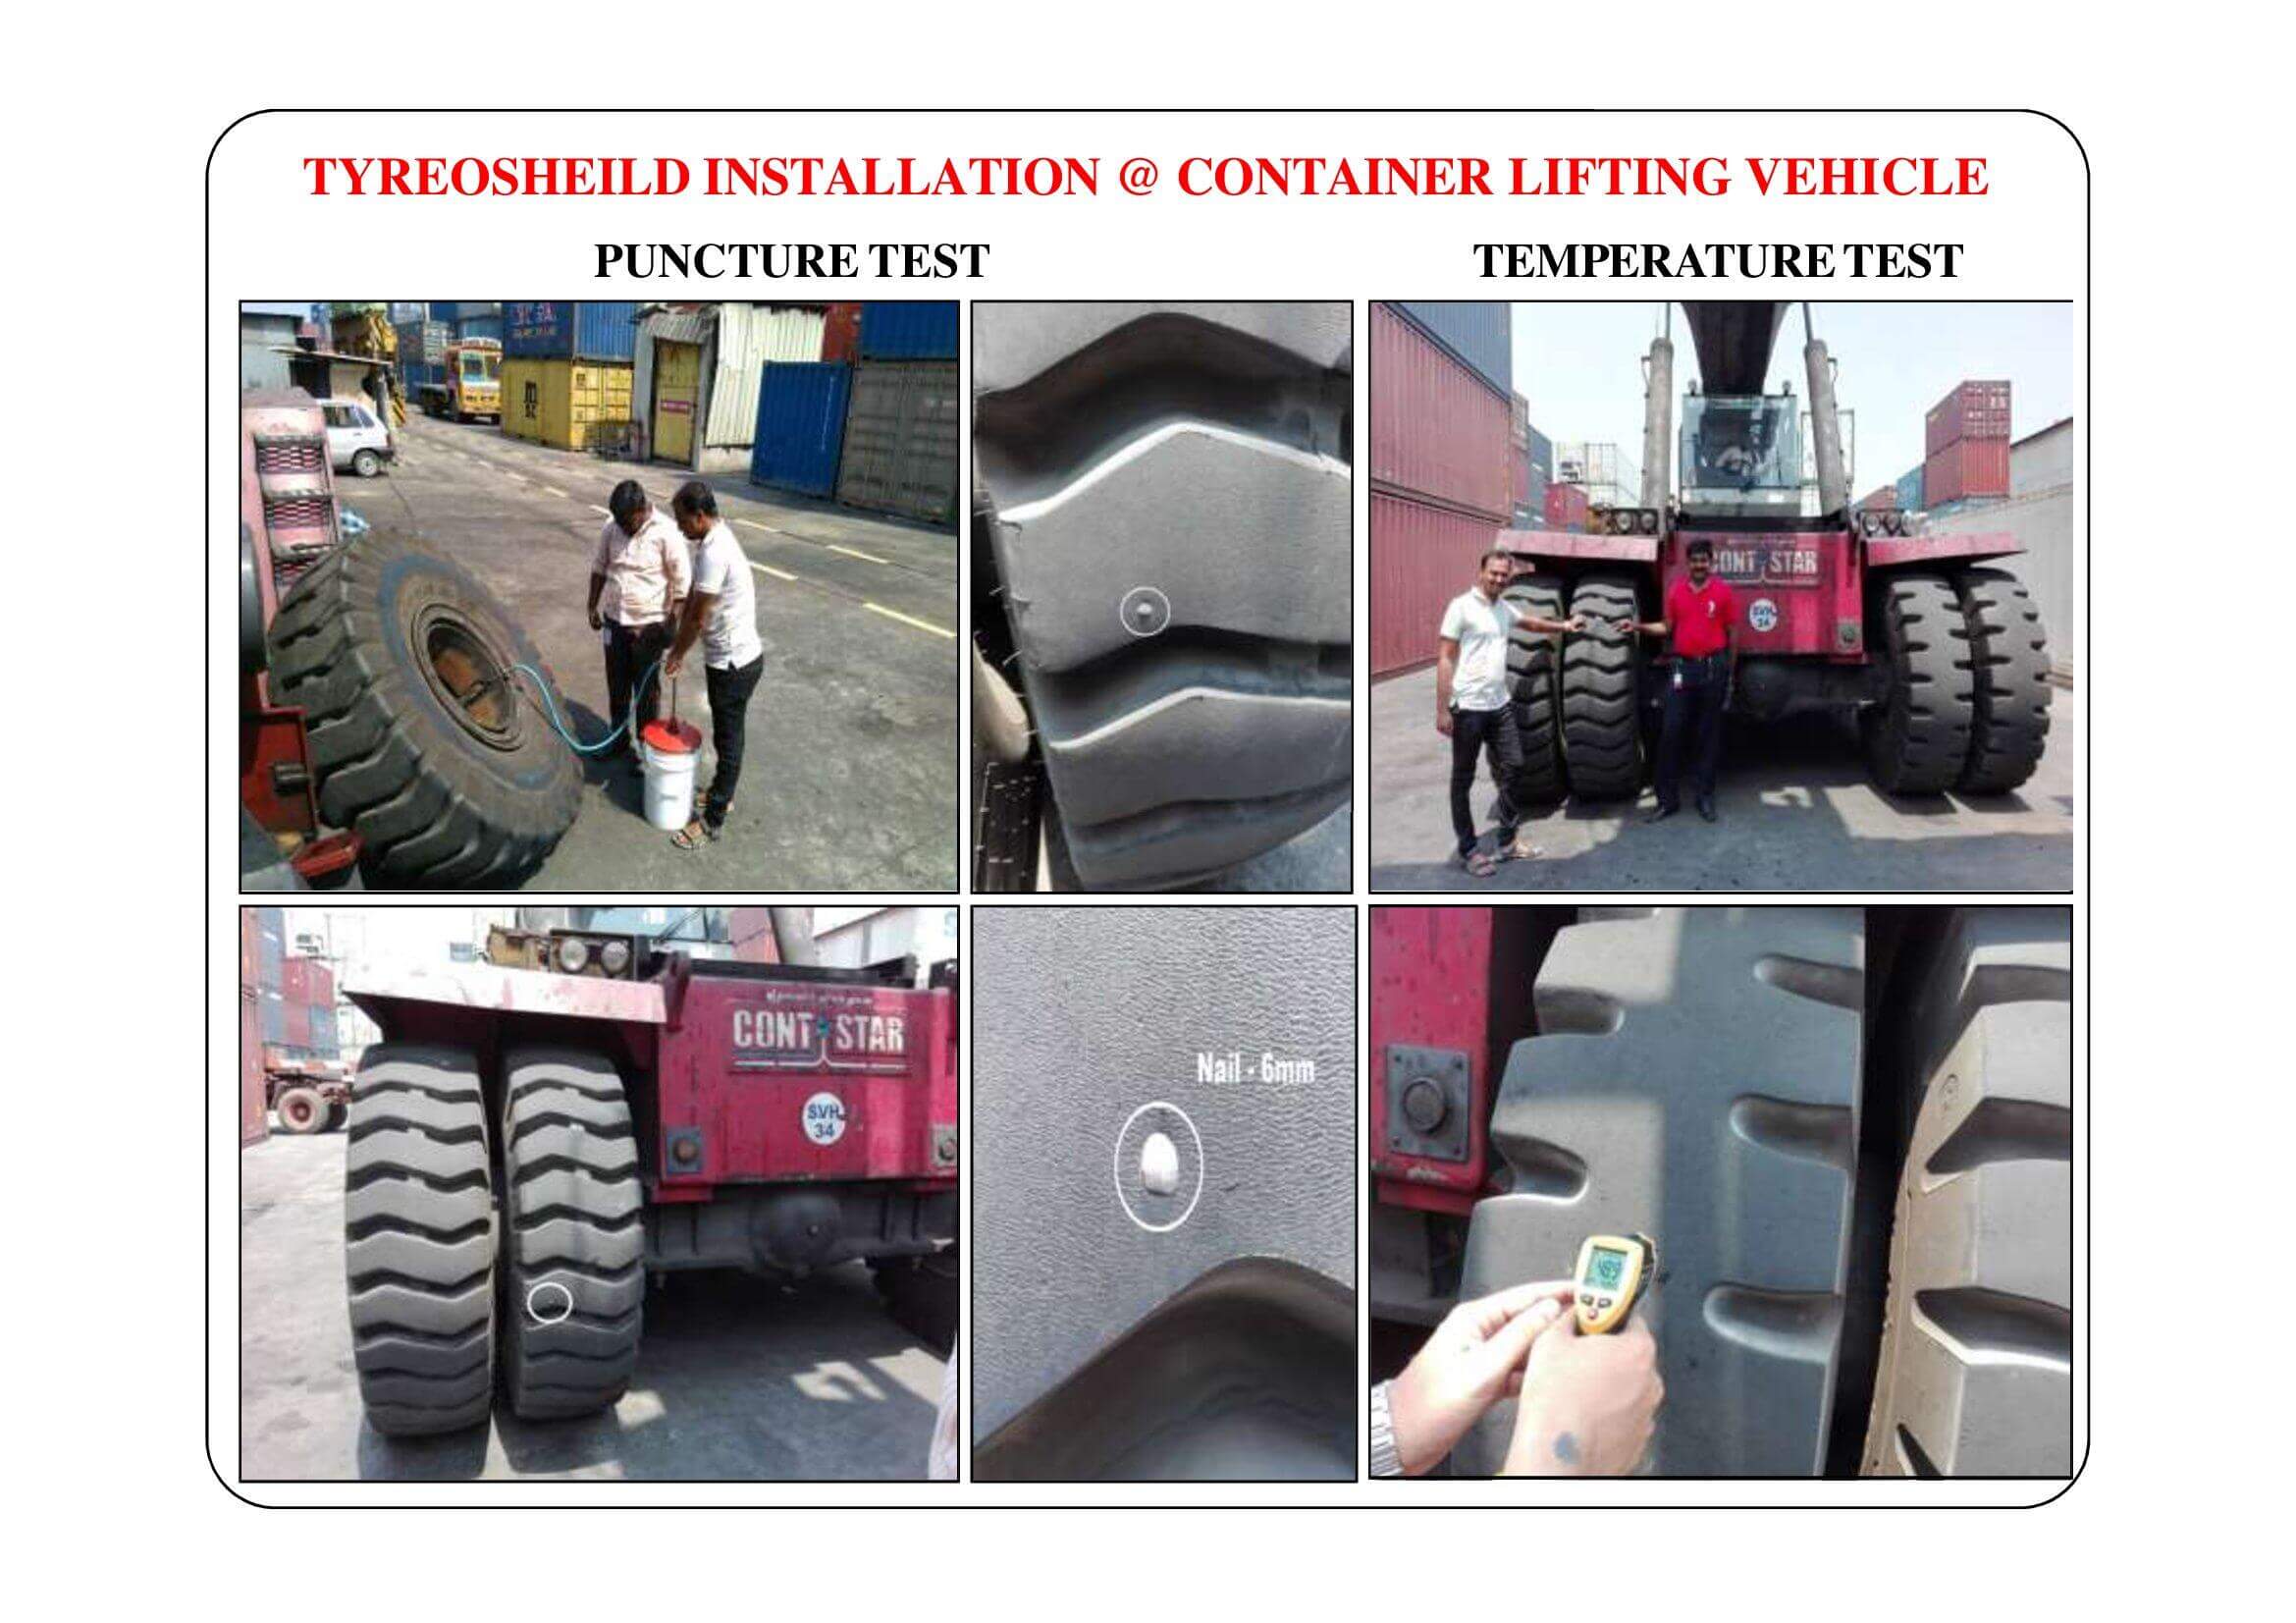 TYREOSHEILD INSTALLATION @ CONTAINER LIFTING VEHICLE
PUNCTURE TEST
TEMPERATURE TEST
CONT STAR
SVH
34
CONT STAR
SVH
34
Nail - 6mm